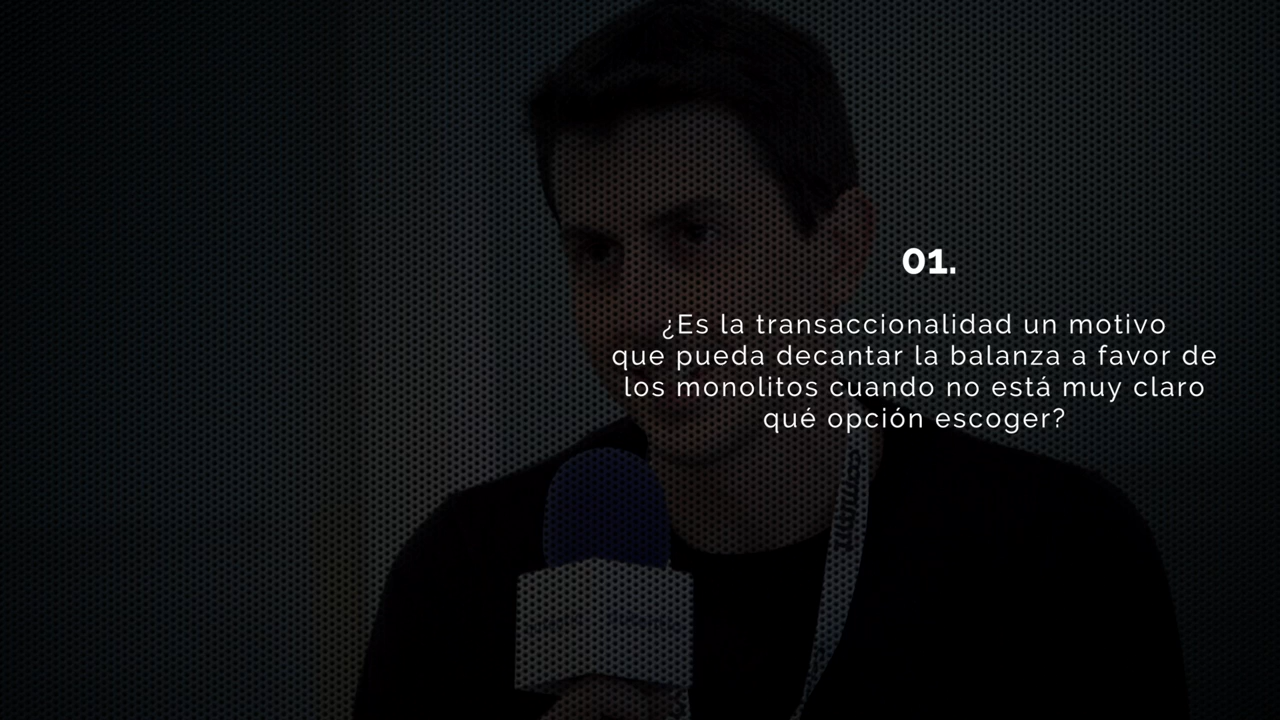 01.
¿Es la transaccionalidad un motivo
que pueda decantar la balanza a favor de
los monolitos cuando no está muy claro
qué opción escoger?